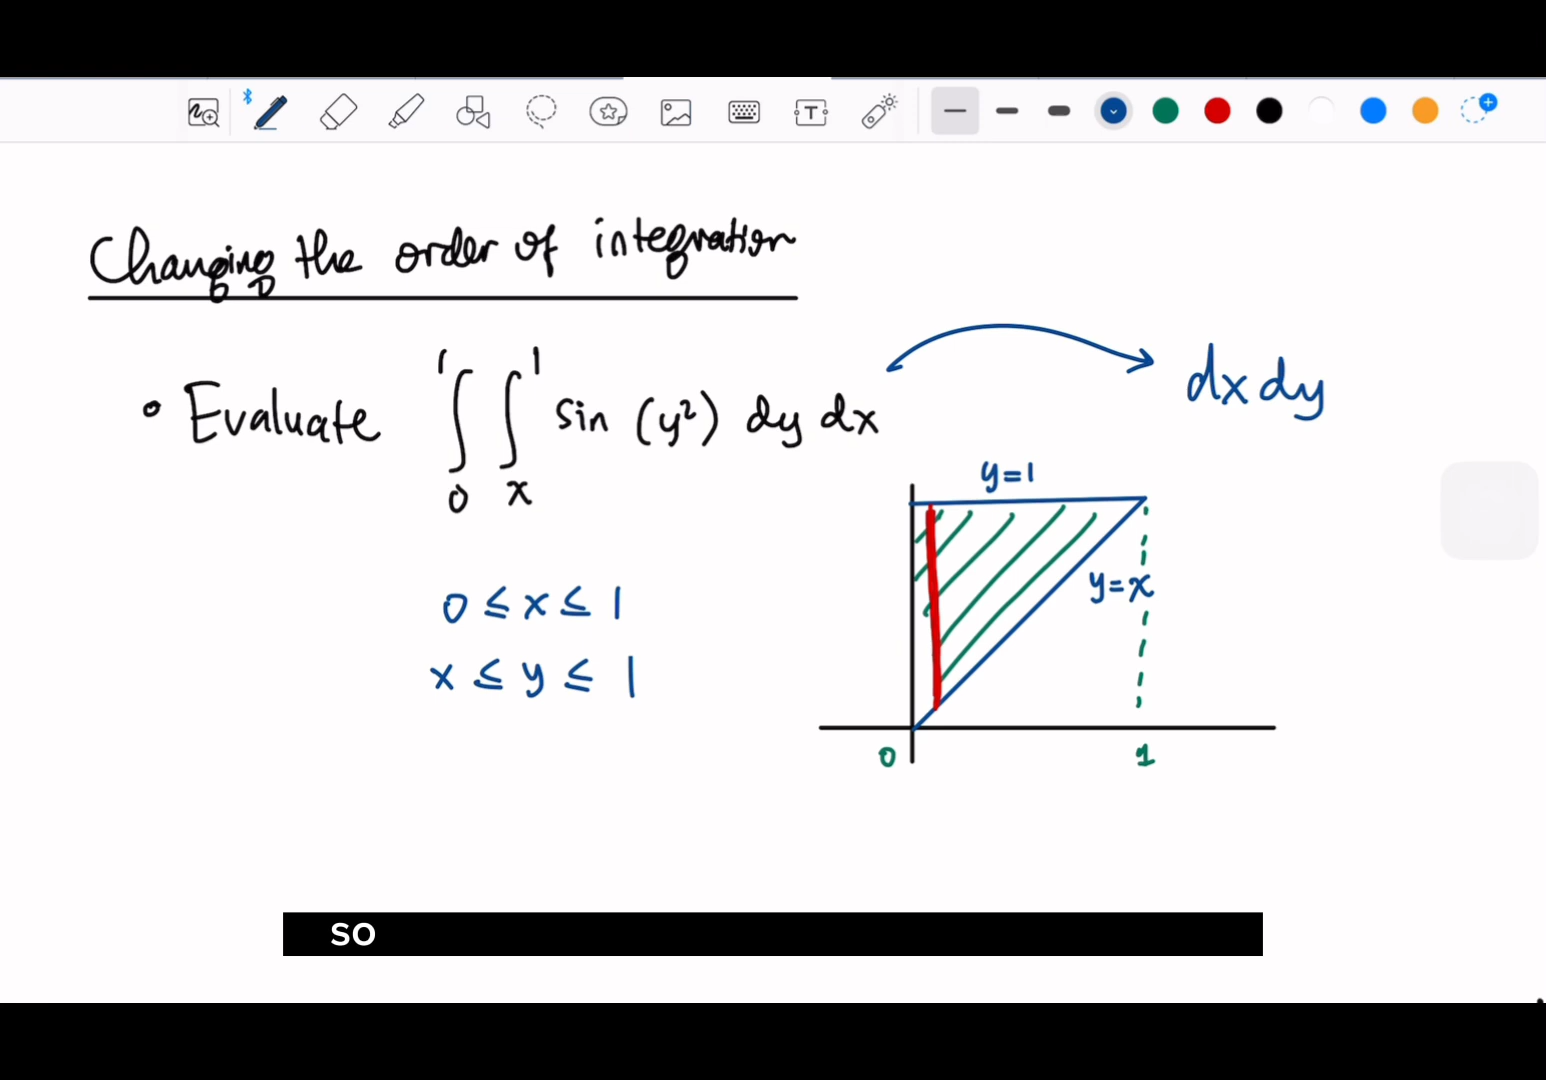 Changing the order of integration
• Evaluate ∫₀¹ ∫ₓ¹ sin (y²) dy dx
dx dy
y=1
0 ≤ x ≤ 1
y=x
x ≤ y ≤ 1
0 1
so